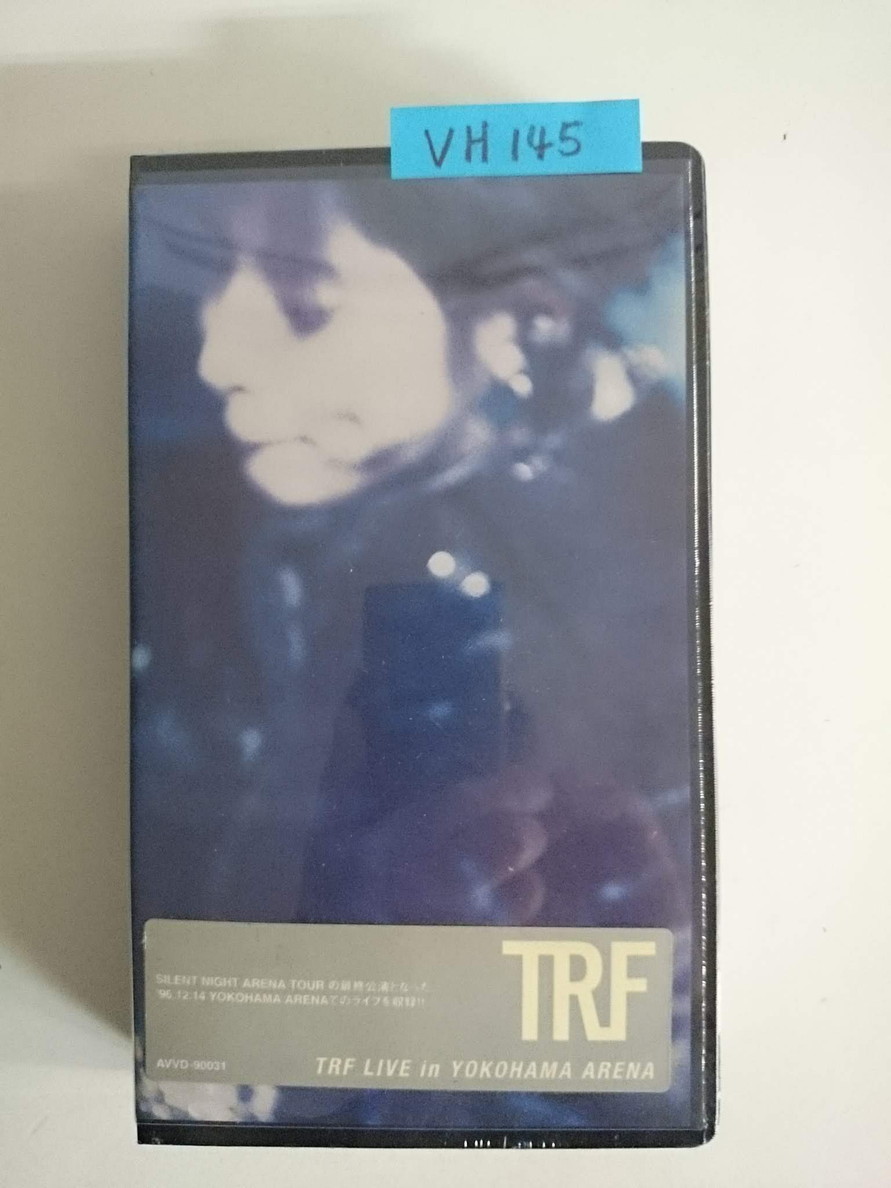 VH 145
TRF
SILENT NIGHT ARENA TOUR の最終公演となった
'96.12.14 YOKOHAMA ARENAでのライブを収録!!
AVVD-90031
TRF LIVE in YOKOHAMA ARENA